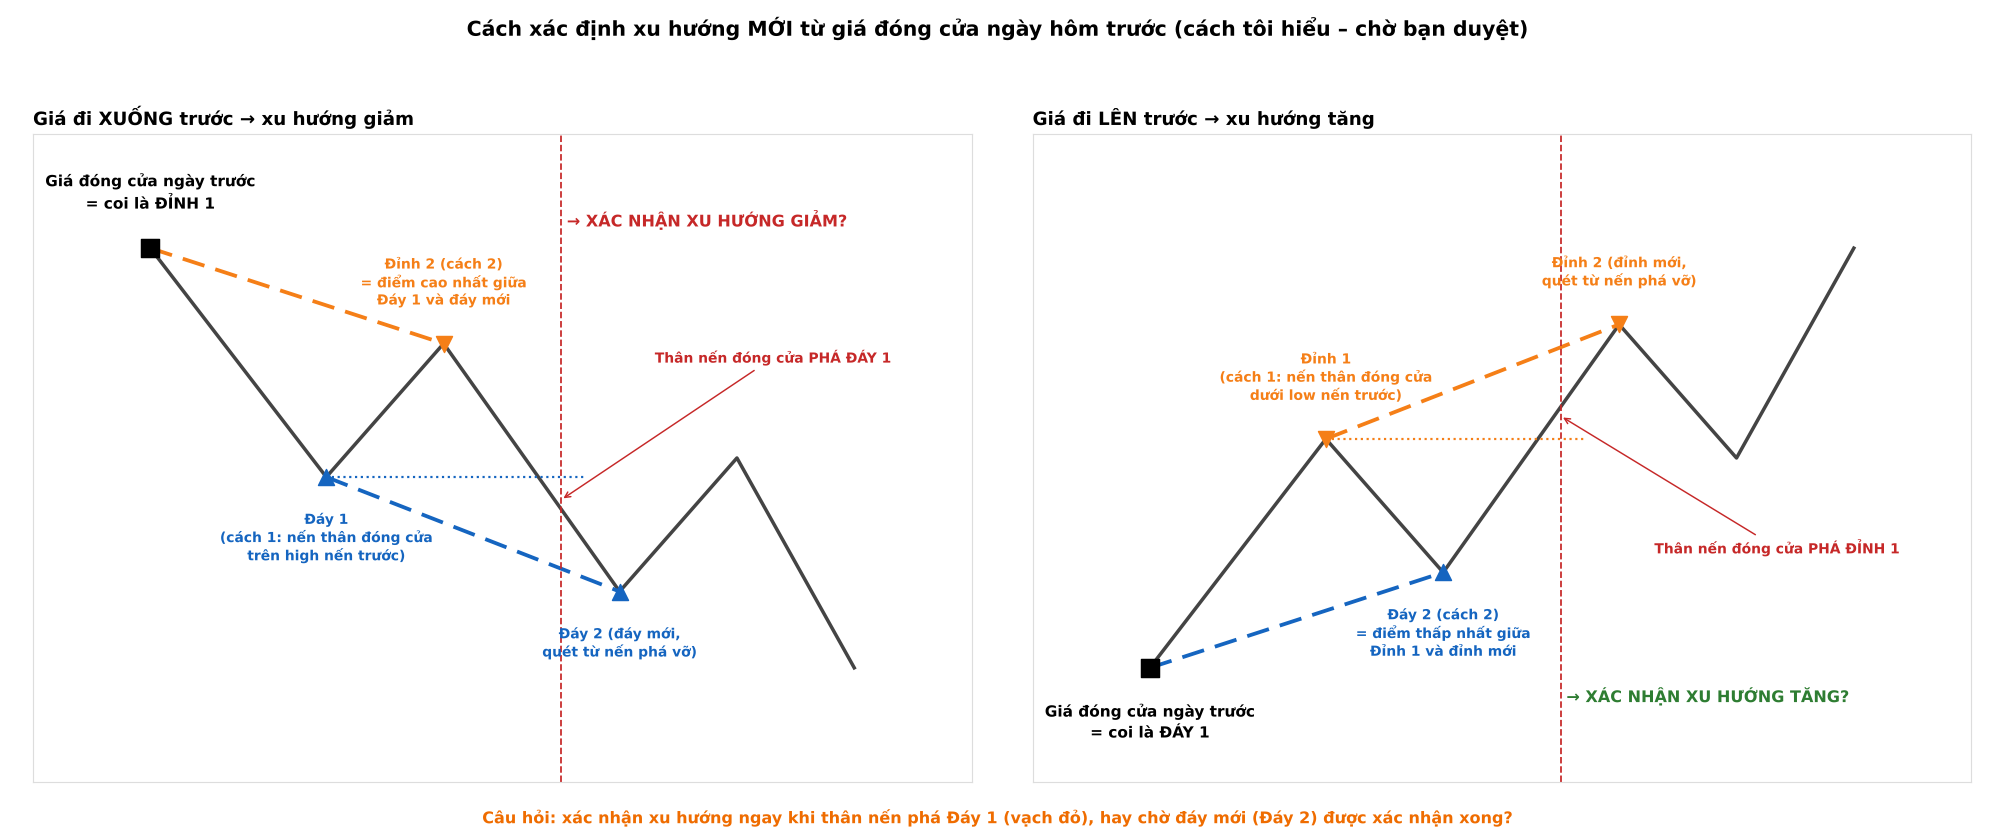 Cách xác định xu hướng MỚI từ giá đóng cửa ngày hôm trước (cách tôi hiểu – chờ bạn duyệt)
Giá đi XUỐNG trước → xu hướng giảm
Giá đóng cửa ngày trước
= coi là ĐỈNH 1
→ XÁC NHẬN XU HƯỚNG GIẢM?
Đỉnh 2 (cách 2)
= điểm cao nhất giữa
Đáy 1 và đáy mới
Thân nến đóng cửa PHÁ ĐÁY 1
Đáy 1
(cách 1: nến thân đóng cửa
trên high nến trước)
Đáy 2 (đáy mới,
quét từ nến phá vỡ)
Giá đi LÊN trước → xu hướng tăng
Đỉnh 2 (đỉnh mới,
quét từ nến phá vỡ)
Đỉnh 1
(cách 1: nến thân đóng cửa
dưới low nến trước)
Thân nến đóng cửa PHÁ ĐỈNH 1
Đáy 2 (cách 2)
= điểm thấp nhất giữa
Đỉnh 1 và đỉnh mới
→ XÁC NHẬN XU HƯỚNG TĂNG?
Giá đóng cửa ngày trước
= coi là ĐÁY 1
Câu hỏi: xác nhận xu hướng ngay khi thân nến phá Đáy 1 (vạch đỏ), hay chờ đáy mới (Đáy 2) được xác nhận xong?